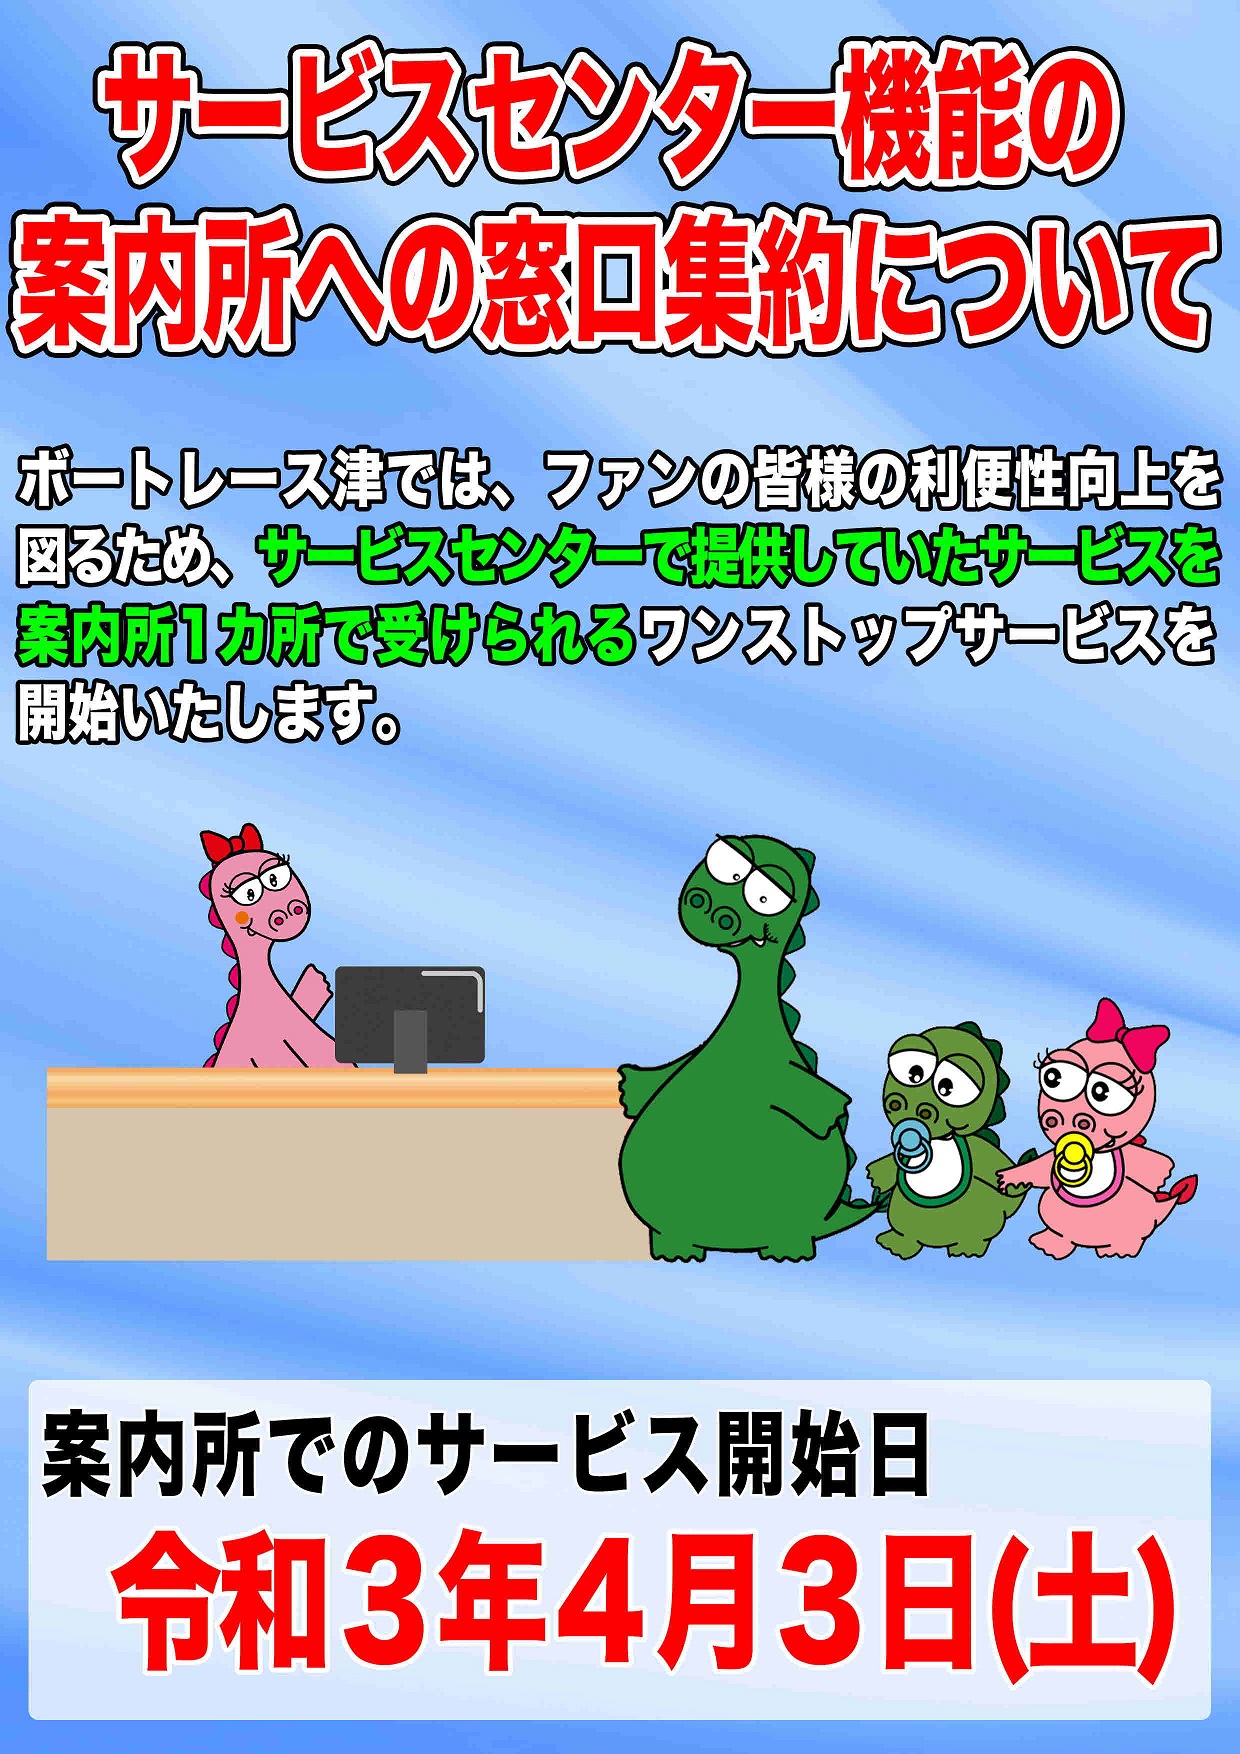 サービスセンター機能の
案内所への窓口集約について
ボートレース津では、ファンの皆様の利便性向上を
図るため、サービスセンターで提供していたサービスを
案内所1カ所で受けられるワンストップサービスを
開始いたします。
案内所でのサービス開始日
令和3年4月3日(土)